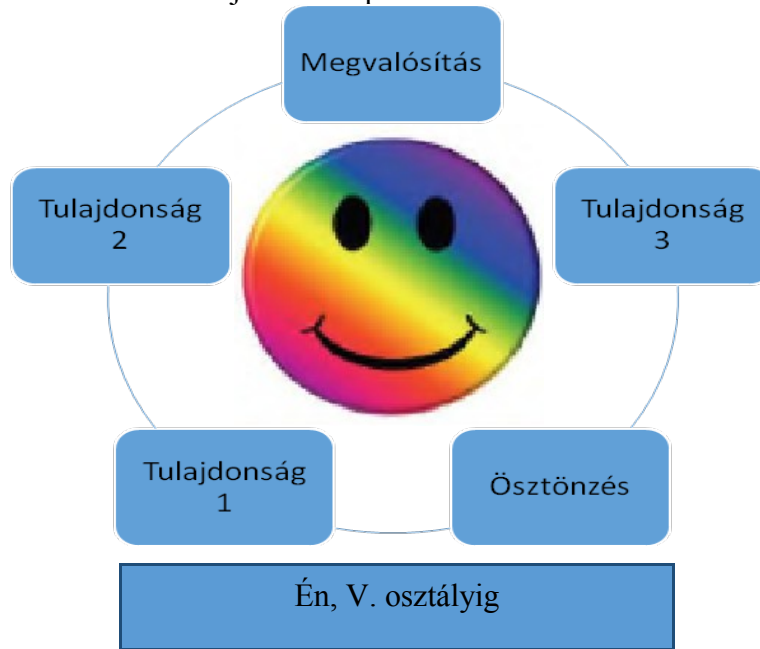 Megvalósítás
Tulajdonság
2
Tulajdonság
3
Tulajdonság
1
Ösztönzés
Én, V. osztályig